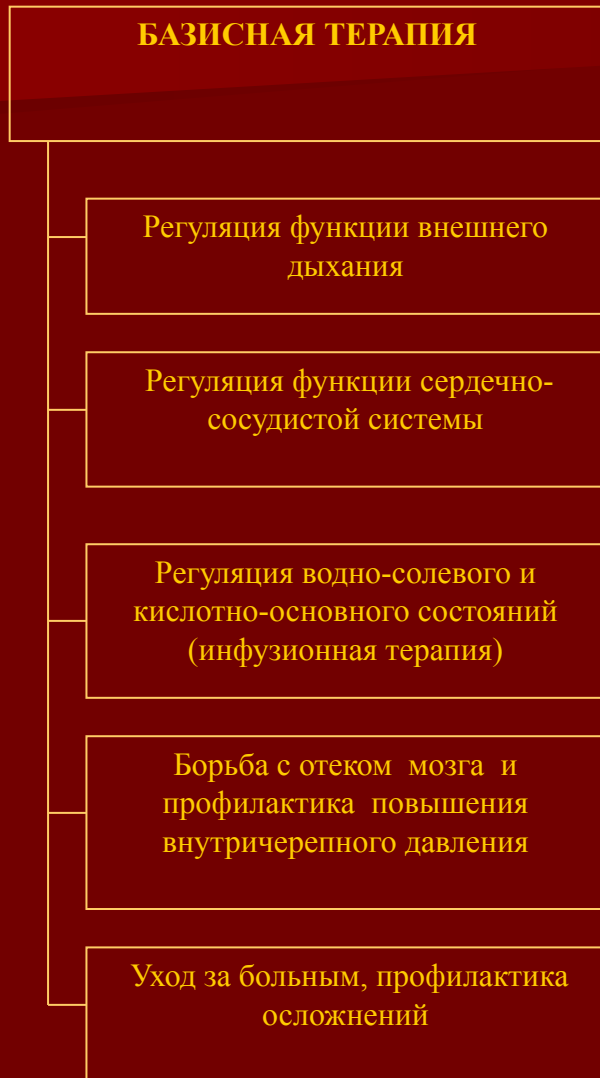 БАЗИСНАЯ ТЕРАПИЯ
Регуляция функции внешнего
дыхания
Регуляция функции сердечно-
сосудистой системы
Регуляция водно-солевого и
кислотно-основного состояний
(инфузионная терапия)
Борьба с отеком мозга и
профилактика повышения
внутричерепного давления
Уход за больным, профилактика
осложнений